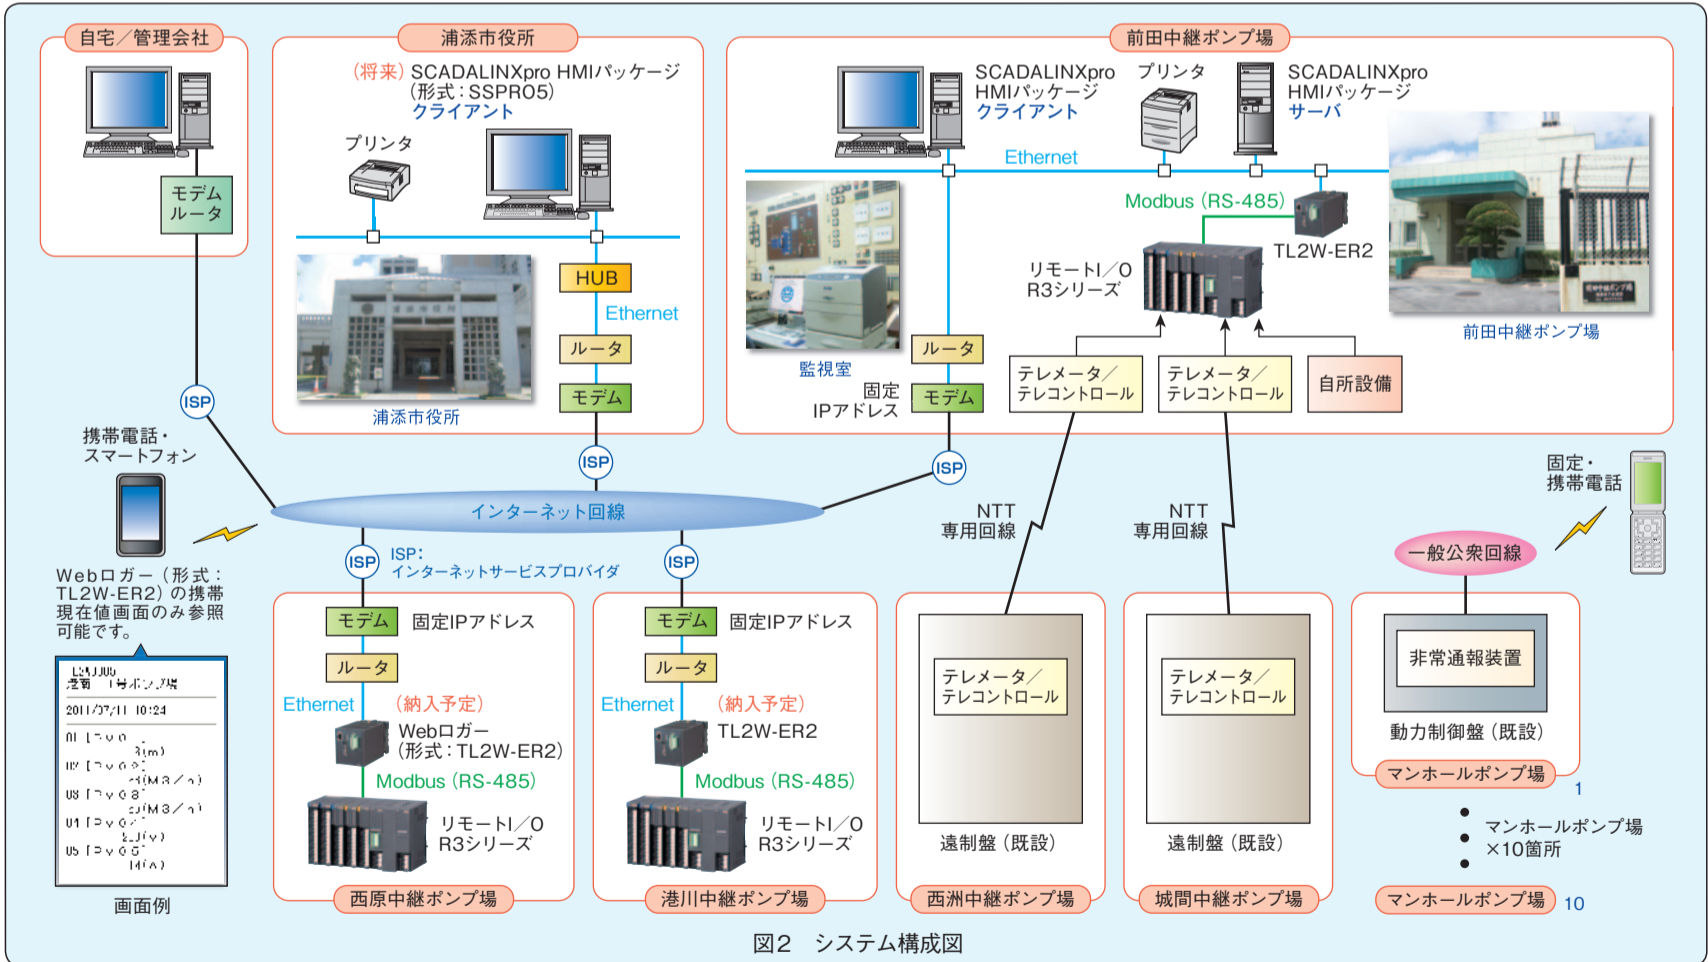 自宅／管理会社
モデム
ルータ
ISP
浦添市役所
(将来) SCADALINXpro HMIパッケージ
(形式：SSPRO5)
クライアント
プリンタ
HUB
Ethernet
ルータ
モデム
浦添市役所
ISP
前田中継ポンプ場
SCADALINXpro
HMIパッケージ
クライアント
プリンタ
SCADALINXpro
HMIパッケージ
サーバ
Ethernet
Modbus (RS-485)
TL2W-ER2
リモートI／O
R3シリーズ
監視室
前田中継ポンプ場
ルータ
固定
IPアドレス
モデム
テレメータ／
テレコントロール
テレメータ／
テレコントロール
自所設備
ISP
携帯電話・
スマートフォン
インターネット回線
NTT
専用回線
NTT
専用回線
固定・
携帯電話
一般公衆回線
Webロガー (形式：
TL2W-ER2) の携帯
現在値画面のみ参照
可能です。
2011/07/11 10:24
画面例
ISP
ISP：
インターネットサービスプロバイダ
ISP
モデム
固定IPアドレス
ルータ
Ethernet
(納入予定)
Webロガー
(形式：TL2W-ER2)
Modbus (RS-485)
リモートI／O
R3シリーズ
西原中継ポンプ場
モデム
固定IPアドレス
ルータ
Ethernet
(納入予定)
TL2W-ER2
Modbus (RS-485)
リモートI／O
R3シリーズ
港川中継ポンプ場
テレメータ／
テレコントロール
遠制盤 (既設)
西洲中継ポンプ場
テレメータ／
テレコントロール
遠制盤 (既設)
城間中継ポンプ場
非常通報装置
動力制御盤 (既設)
マンホールポンプ場 1
マンホールポンプ場
×10箇所
マンホールポンプ場 10
図2 システム構成図